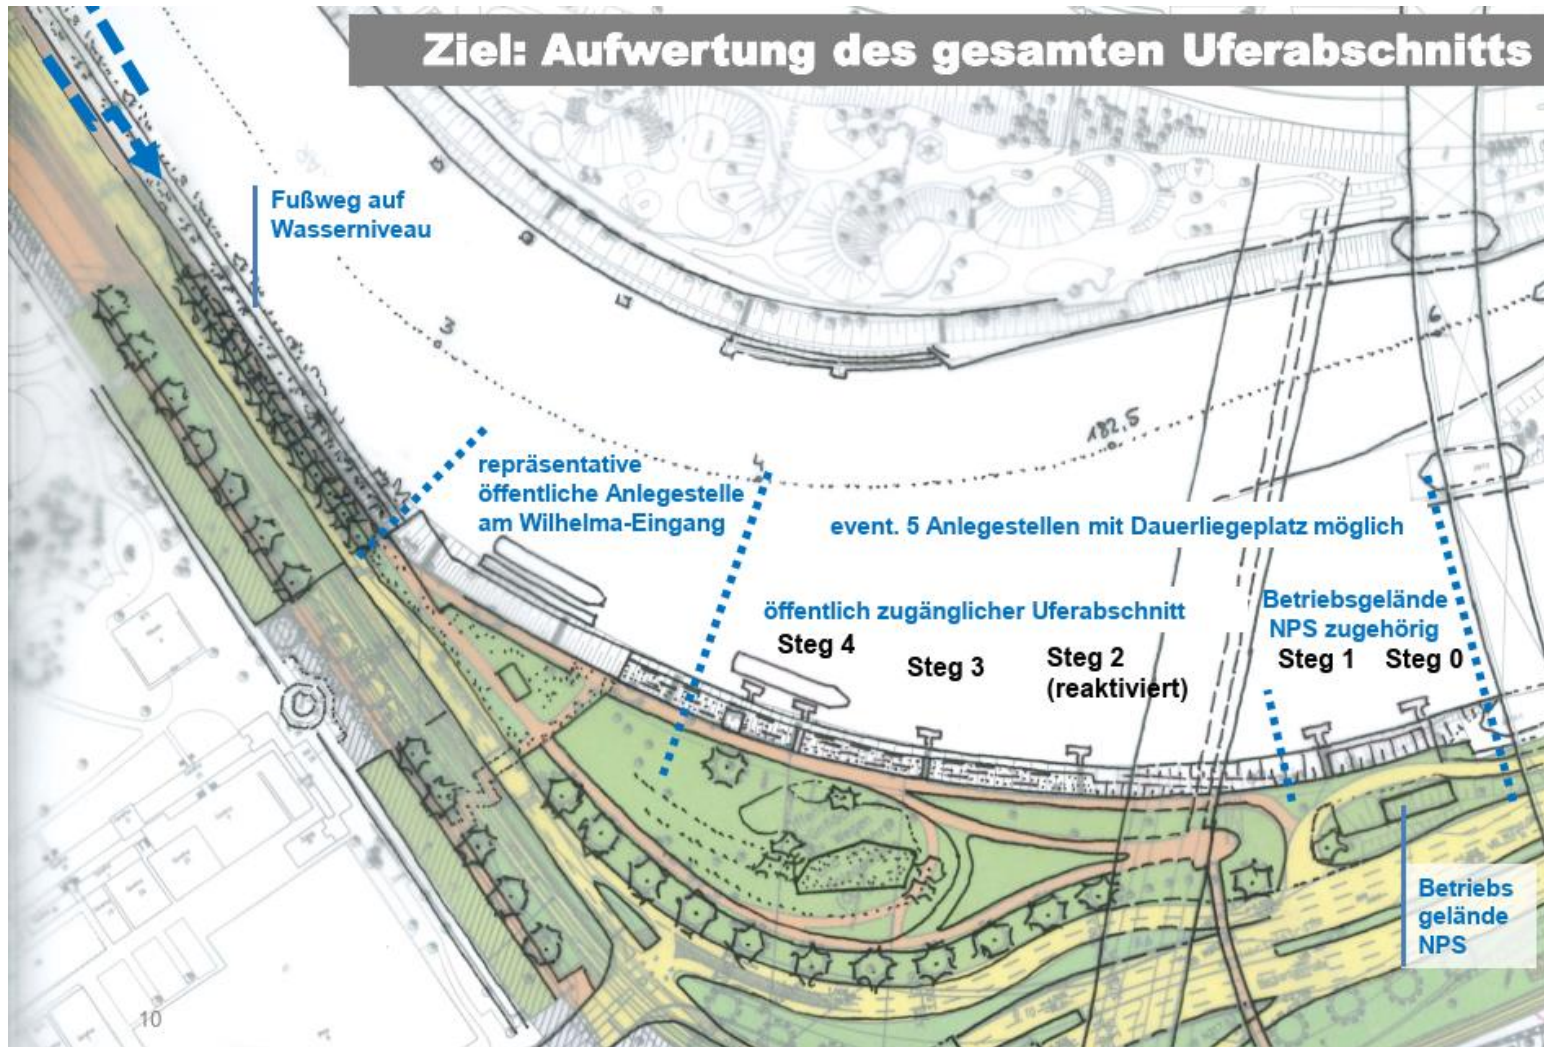 Ziel: Aufwertung des gesamten Uferabschnitts
Fußweg auf
Wasserniveau
3
6
182,5
4
repräsentative
öffentliche Anlegestelle
am Wilhelma-Eingang
event. 5 Anlegestellen mit Dauerliegeplatz möglich
öffentlich zugänglicher Uferabschnitt
Betriebsgelände
NPS zugehörig
Steg 4
Steg 3
Steg 2
(reaktiviert)
Steg 1
Steg 0
C
Betriebs
gelände
NPS
10